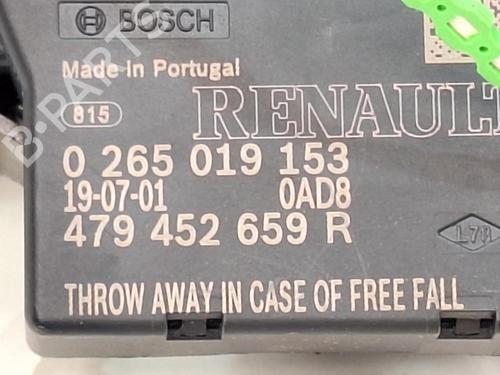 BOSCH
Made in Portugal
815
RENAULT
0 265 019 153
19-07-01 0AD8
479 452 659 R
THROW AWAY IN CASE OF FREE FALL
B-PARTS